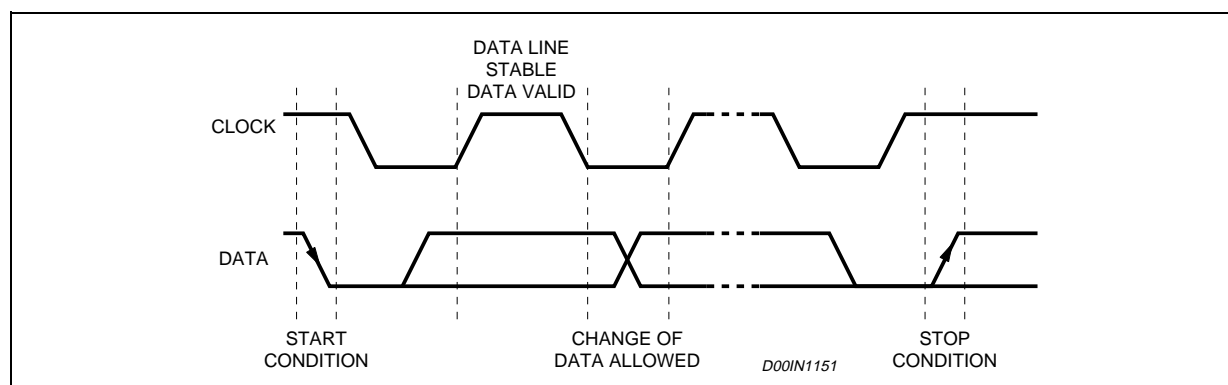 DATA LINE
STABLE
DATA VALID
CLOCK
DATA
START
CONDITION
CHANGE OF
DATA ALLOWED
D00IN1151
STOP
CONDITION